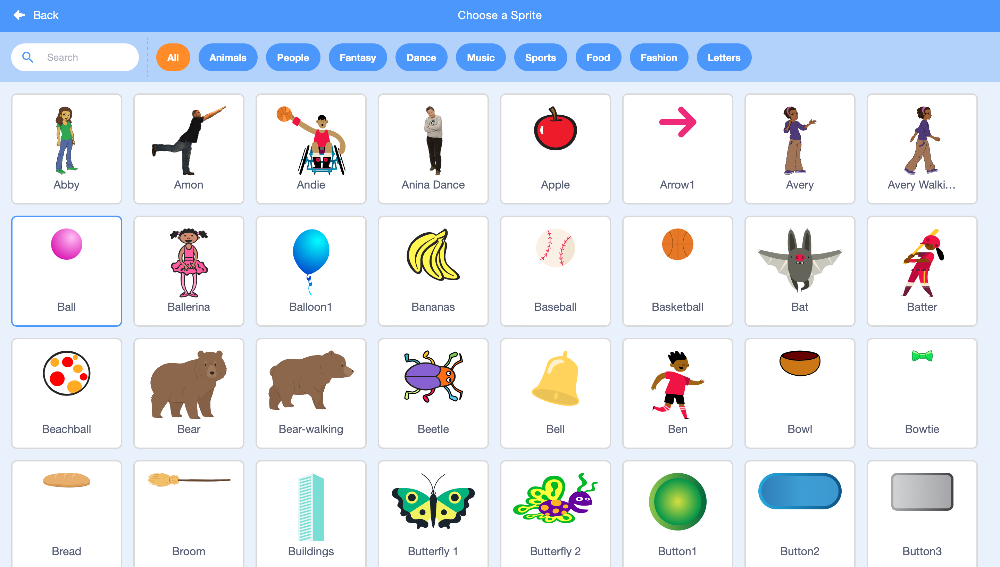 Back
Choose a Sprite
Search
All
Animals
People
Fantasy
Dance
Music
Sports
Food
Fashion
Letters
Abby
Amon
Andie
Anina Dance
Apple
Arrow1
Avery
Avery Walki...
Ball
Ballerina
Balloon1
Bananas
Baseball
Basketball
Bat
Batter
Beachball
Bear
Bear-walking
Beetle
Bell
Ben
Bowl
Bowtie
Bread
Broom
Buildings
Butterfly 1
Butterfly 2
Button1
Button2
Button3